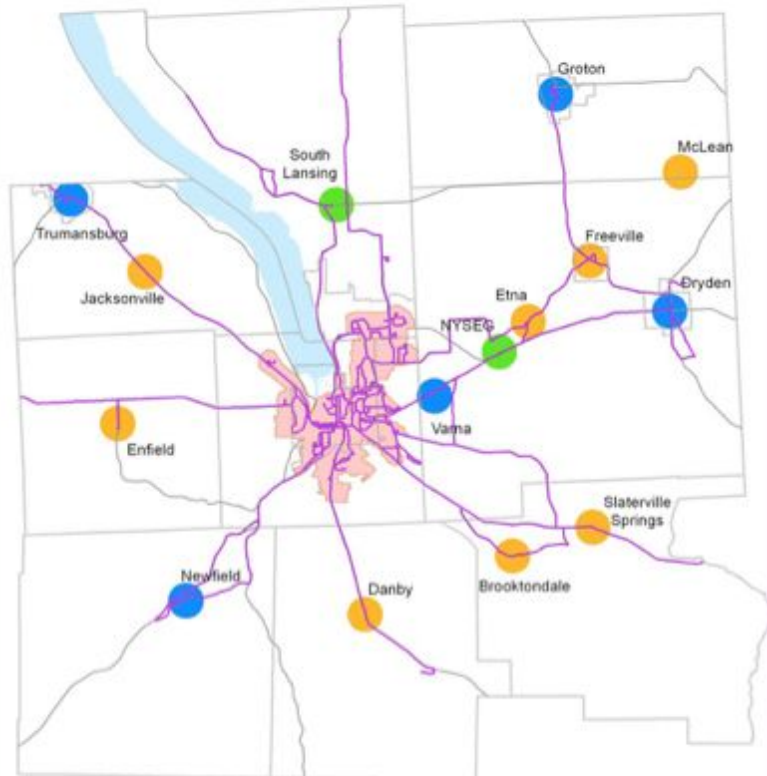 Groton
McLean
South
Lansing
Trumansburg
Freeville
Dryden
Jacksonville
Etna
NYSEG
Varna
Enfield
Slaterville
Springs
Newfield
Danby
Brooktondale